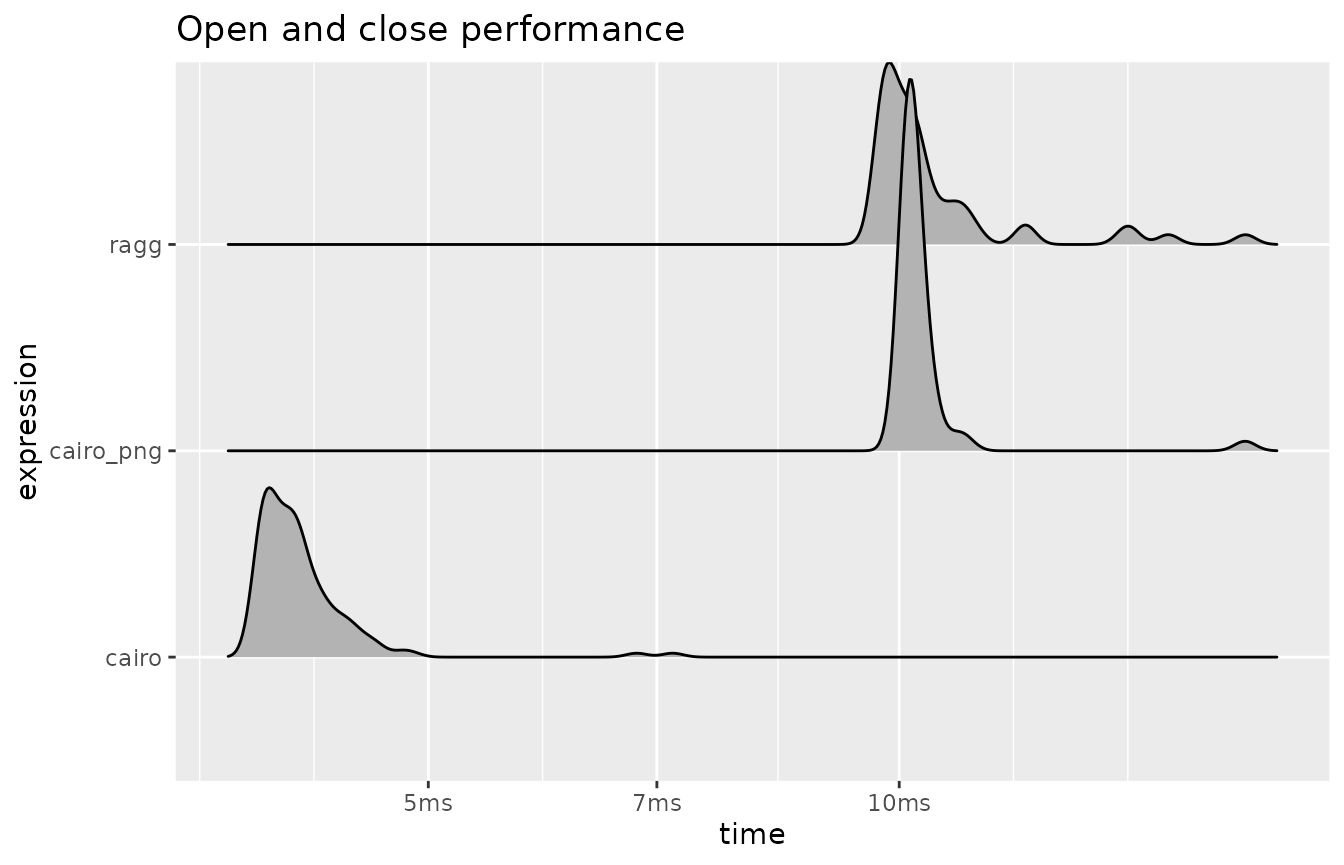 Open and close performance
ragg
cairo_png
cairo
expression
5ms 7ms 10ms
time